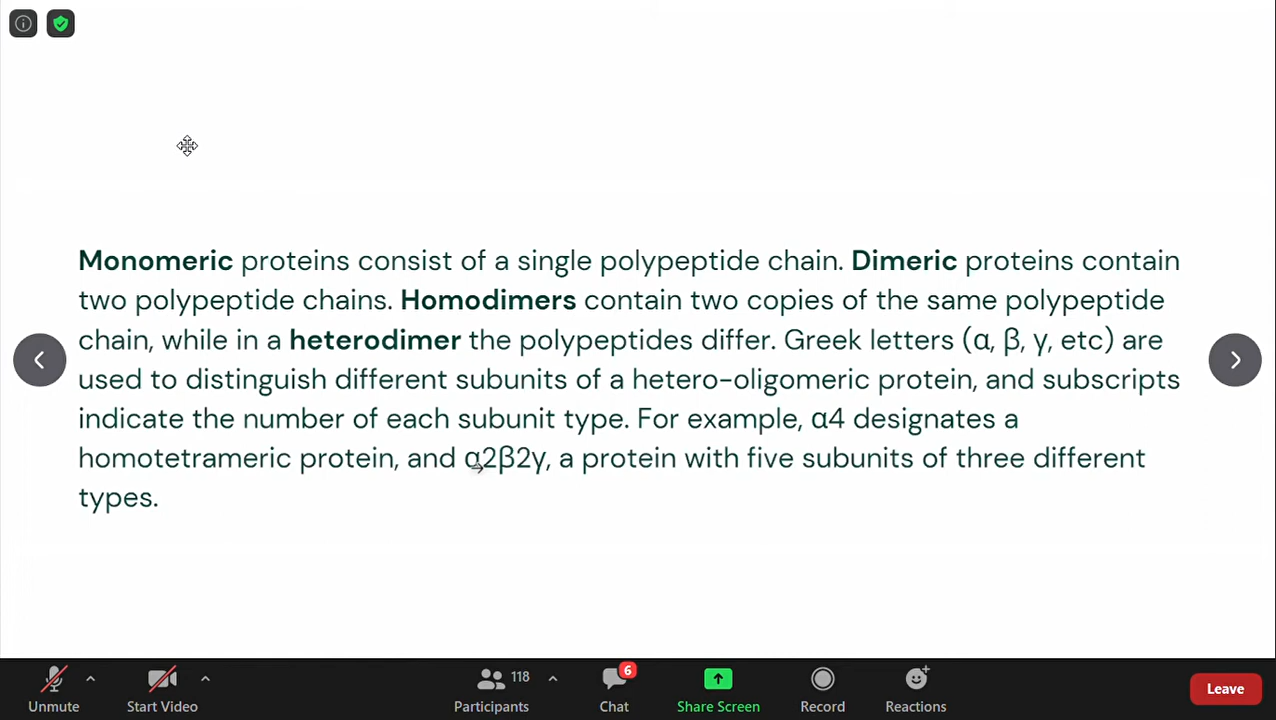 Monomeric proteins consist of a single polypeptide chain. Dimeric proteins contain
two polypeptide chains. Homodimers contain two copies of the same polypeptide
chain, while in a heterodimer the polypeptides differ. Greek letters (α, β, γ, etc) are
used to distinguish different subunits of a hetero-oligomeric protein, and subscripts
indicate the number of each subunit type. For example, α4 designates a
homotetrameric protein, and α2β2γ, a protein with five subunits of three different
types.
118
6
Unmute
Start Video
Participants
Chat
Share Screen
Record
Reactions
Leave